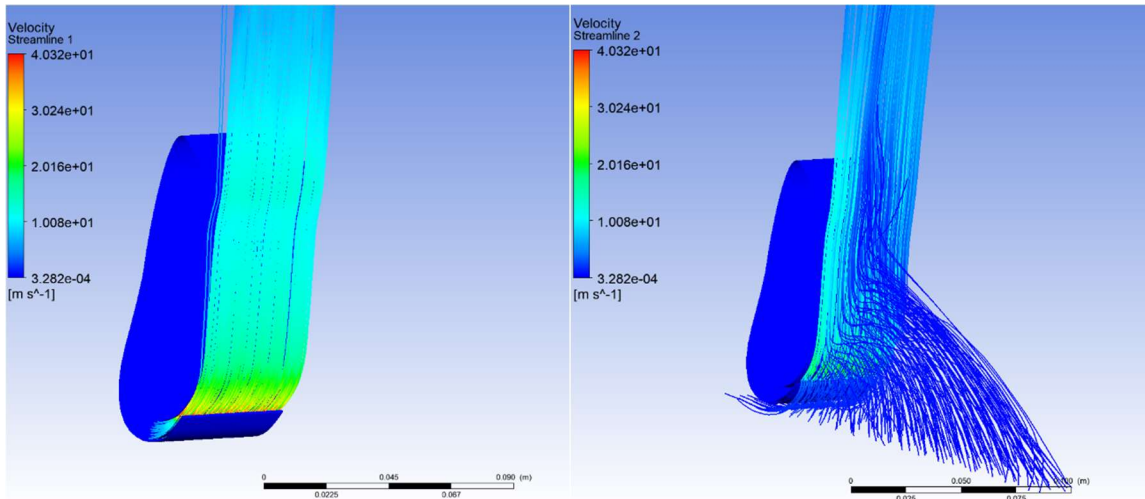 Velocity
Streamline 1
4.032e+01
3.024e+01
2.016e+01
1.008e+01
3.282e-04
[m s^-1]
0 0.045 0.090 (m)
0.0225 0.067
Velocity
Streamline 2
4.032e+01
3.024e+01
2.016e+01
1.008e+01
3.282e-04
[m s^-1]
0 0.050 (m)
0.025 0.075